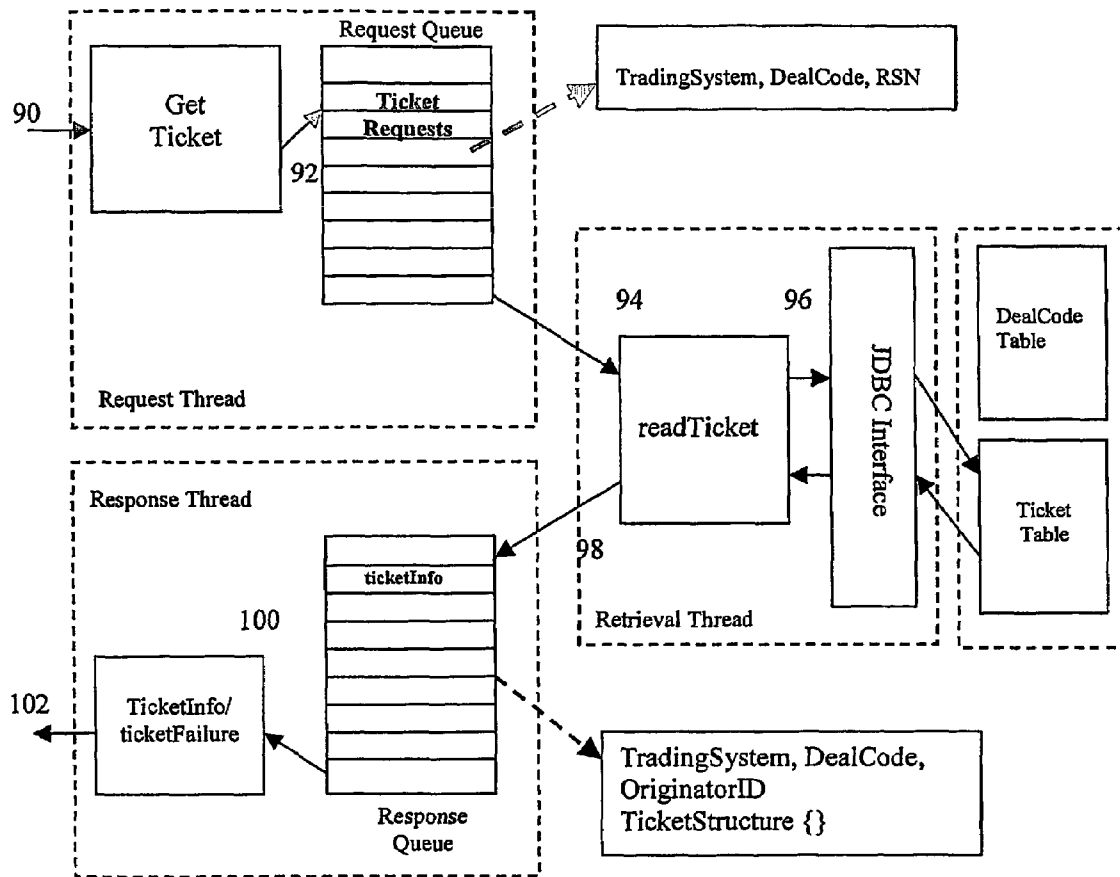 Request Queue
TradingSystem, DealCode, RSN
90
Get
Ticket
Ticket
Requests
92
94
96
DealCode
Table
readTicket
JDBC Interface
Request Thread
Response Thread
Ticket
Table
98
ticketInfo
Retrieval Thread
100
102
TicketInfo/
ticketFailure
TradingSystem, DealCode,
OriginatorID
TicketStructure {}
Response
Queue